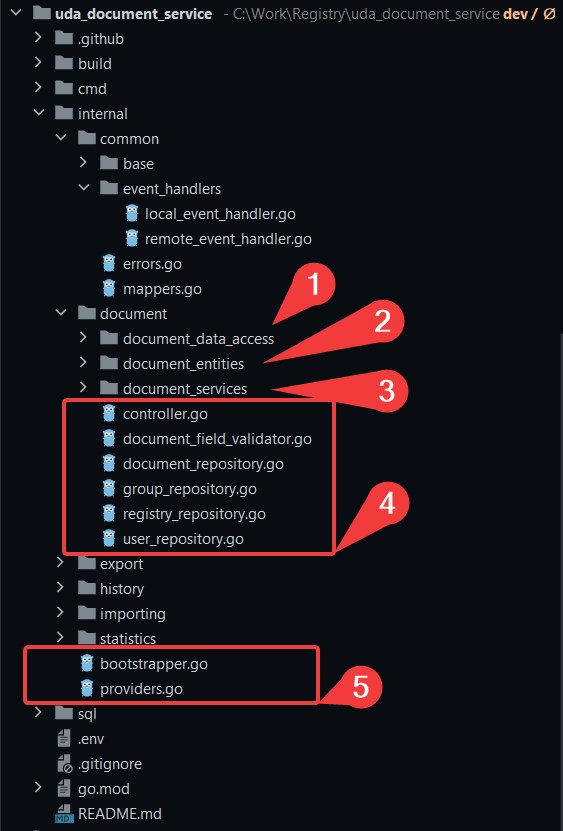 uda_document_service - C:\Work\Registry\uda_document_service dev / Ø
.github
build
cmd
internal
common
base
event_handlers
local_event_handler.go
remote_event_handler.go
errors.go
mappers.go
document
1
document_data_access
2
document_entities
document_services
3
controller.go
document_field_validator.go
document_repository.go
group_repository.go
4
registry_repository.go
user_repository.go
export
history
importing
statistics
bootstrapper.go
providers.go
5
sql
.env
.gitignore
go.mod
MD
README.md